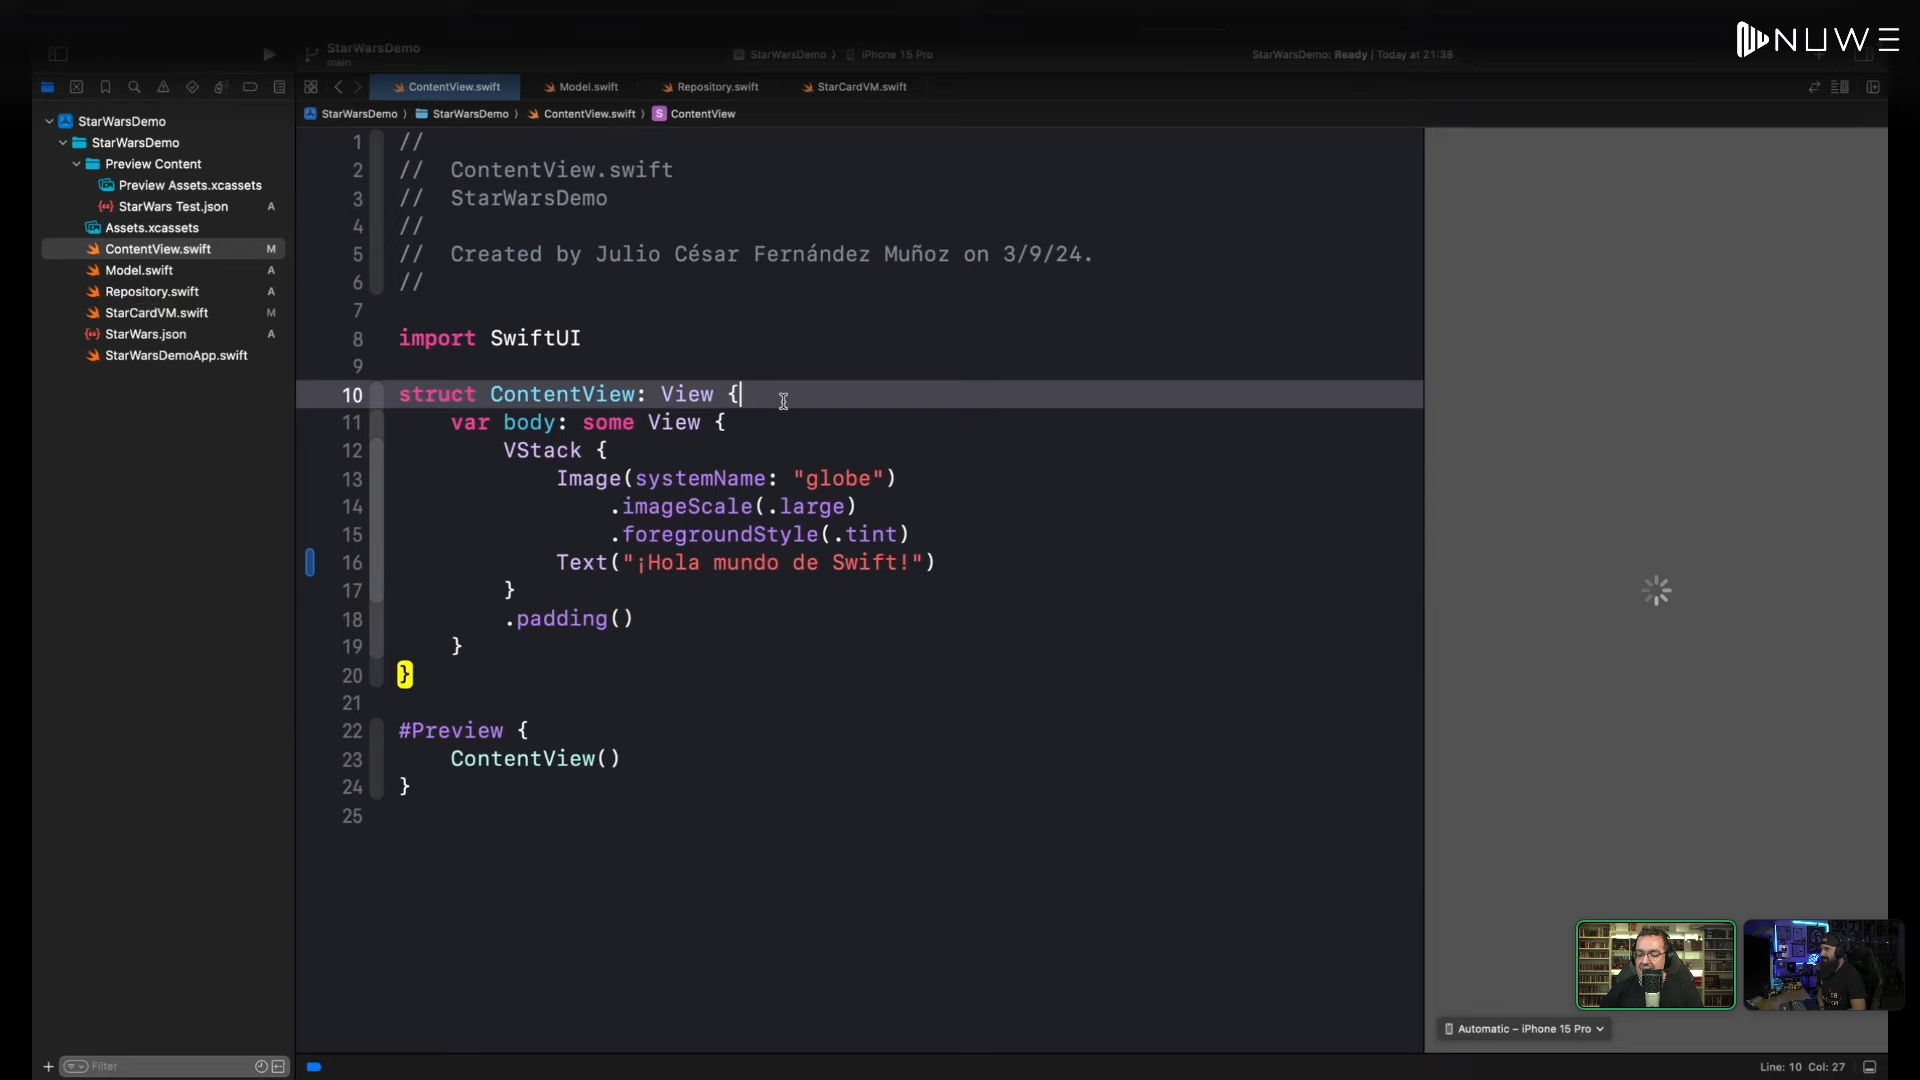 NUWE
StarWarsDemo
main
StarWarsDemo
iPhone 15 Pro
StarWarsDemo: Ready | Today at 21:38
ContentView.swift
Model.swift
Repository.swift
StarCardVM.swift
StarWarsDemo
StarWarsDemo
ContentView.swift
S
ContentView
StarWarsDemo
StarWarsDemo
Preview Content
Preview Assets.xcassets
StarWars Test.json A
Assets.xcassets
ContentView.swift M
Model.swift A
Repository.swift A
StarCardVM.swift M
StarWars.json A
StarWarsDemoApp.swift
1 //
2 //  ContentView.swift
3 //  StarWarsDemo
4 //
5 //  Created by Julio César Fernández Muñoz on 3/9/24.
6 //
7
8 import SwiftUI
9
10 struct ContentView: View {
11     var body: some View {
12         VStack {
13             Image(systemName: "globe")
14                 .imageScale(.large)
15                 .foregroundStyle(.tint)
16             Text("¡Hola mundo de Swift!")
17         }
18         .padding()
19     }
20 }
21
22 #Preview {
23     ContentView()
24 }
25
Automatic – iPhone 15 Pro
Filter
Line: 10 Col: 27